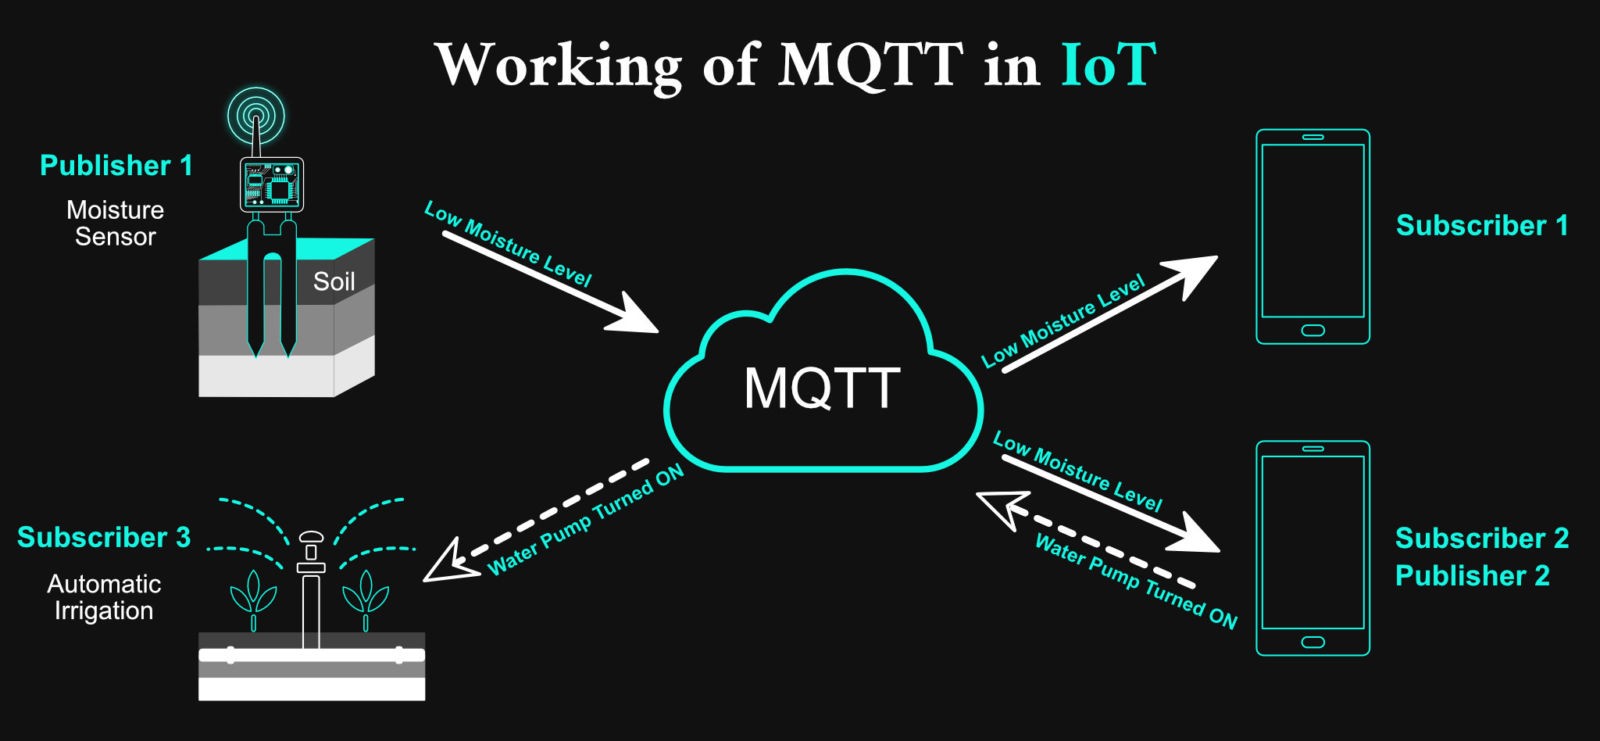 Working of MQTT in IoT
Publisher 1
Moisture
Sensor
Soil
Low Moisture Level
MQTT
Low Moisture Level
Subscriber 1
Low Moisture Level
Water Pump Turned ON
Subscriber 2
Publisher 2
Water Pump Turned ON
Subscriber 3
Automatic
Irrigation